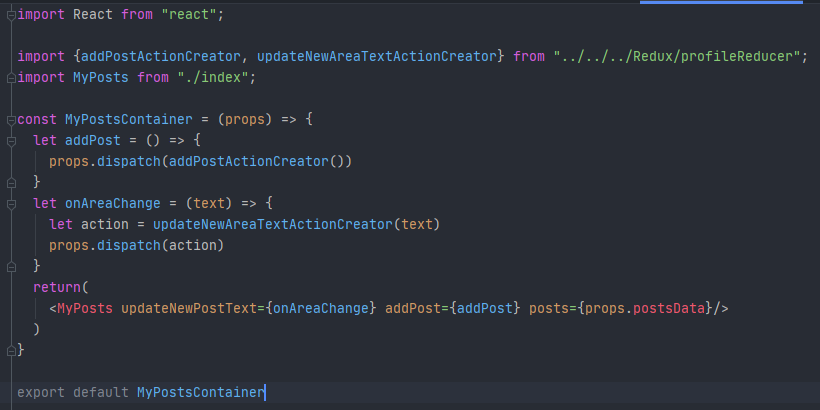 import React from "react";
import {addPostActionCreator, updateNewAreaTextActionCreator} from "../../../Redux/profileReducer";
import MyPosts from "./index";
const MyPostsContainer = (props) => {
let addPost = () => {
props.dispatch(addPostActionCreator())
}
let onAreaChange = (text) => {
let action = updateNewAreaTextActionCreator(text)
props.dispatch(action)
}
return(
<MyPosts updateNewPostText={onAreaChange} addPost={addPost} posts={props.postsData}/>
)
}
export default MyPostsContainer